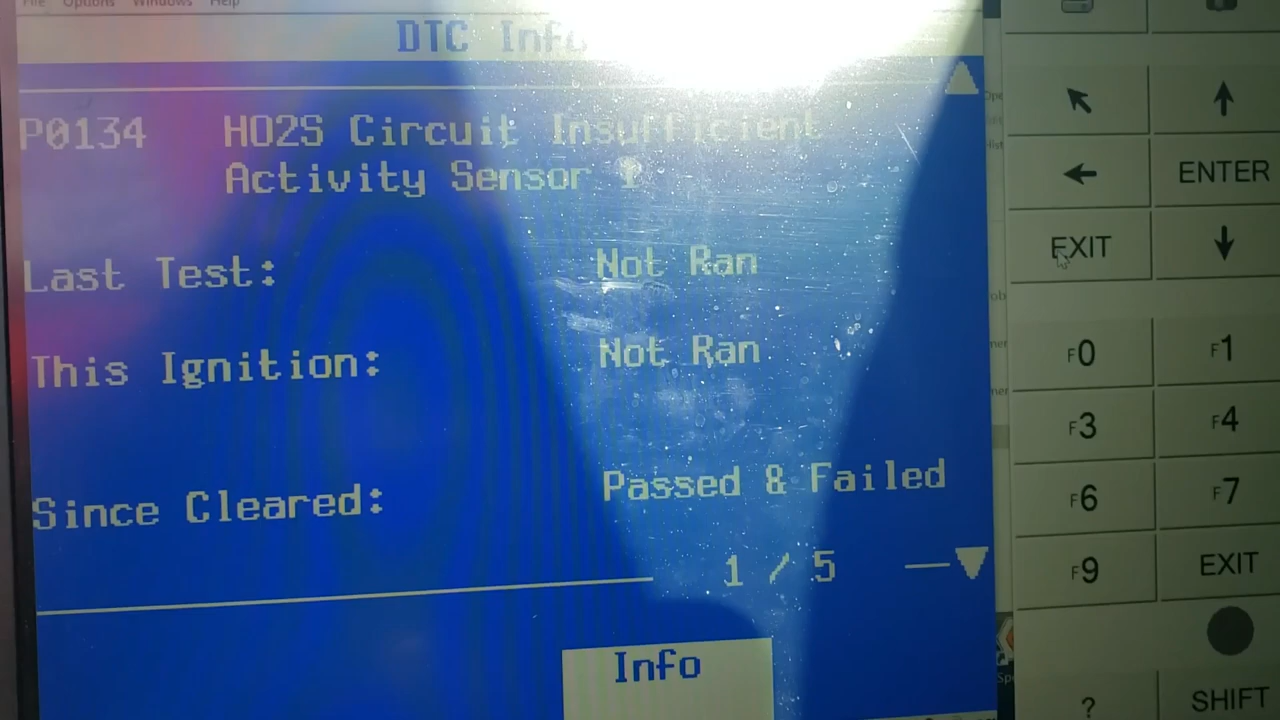 File Options Windows Help
DTC Info
P0134 HO2S Circuit Insufficient
Activity Sensor 1
Last Test: Not Ran
This Ignition: Not Ran
Since Cleared: Passed & Failed
1 / 5
Info
ENTER
EXIT
F0 F1
F3 F4
F6 F7
F9 EXIT
? SHIFT